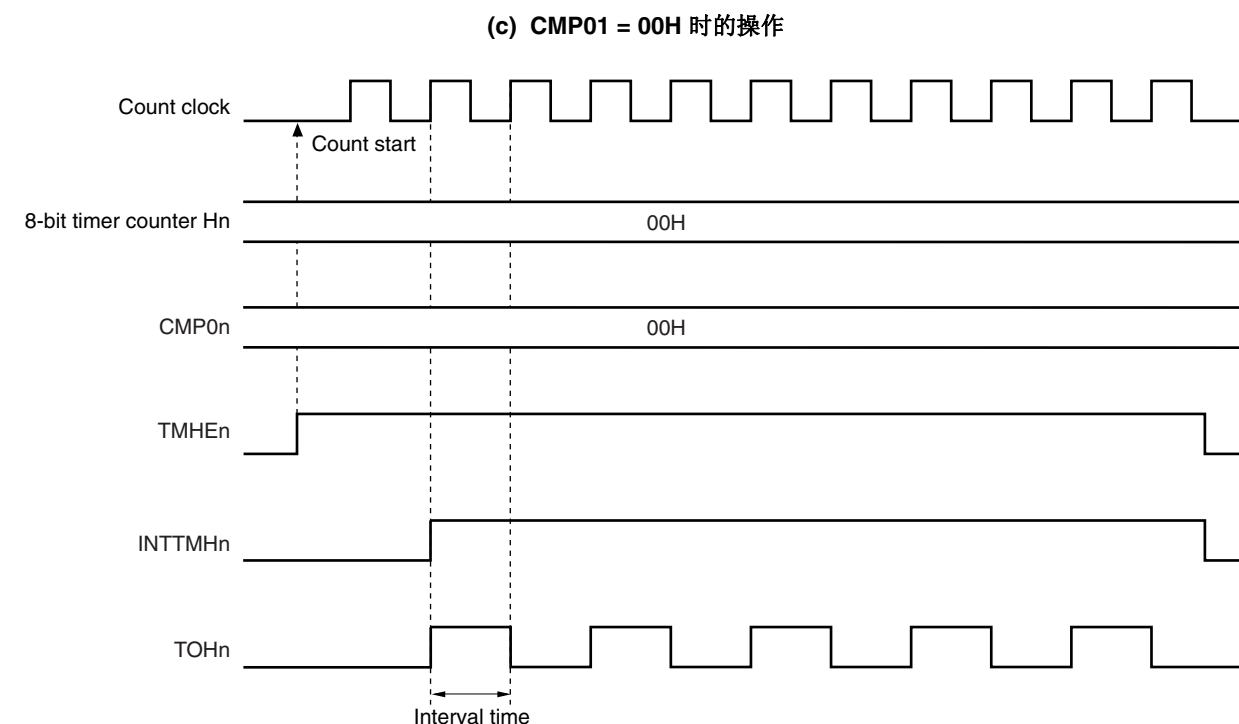 (c) CMP01 = 00H 时的操作
Count clock
Count start
8-bit timer counter Hn
00H
CMP0n
00H
TMHEn
INTTMHn
TOHn
Interval time